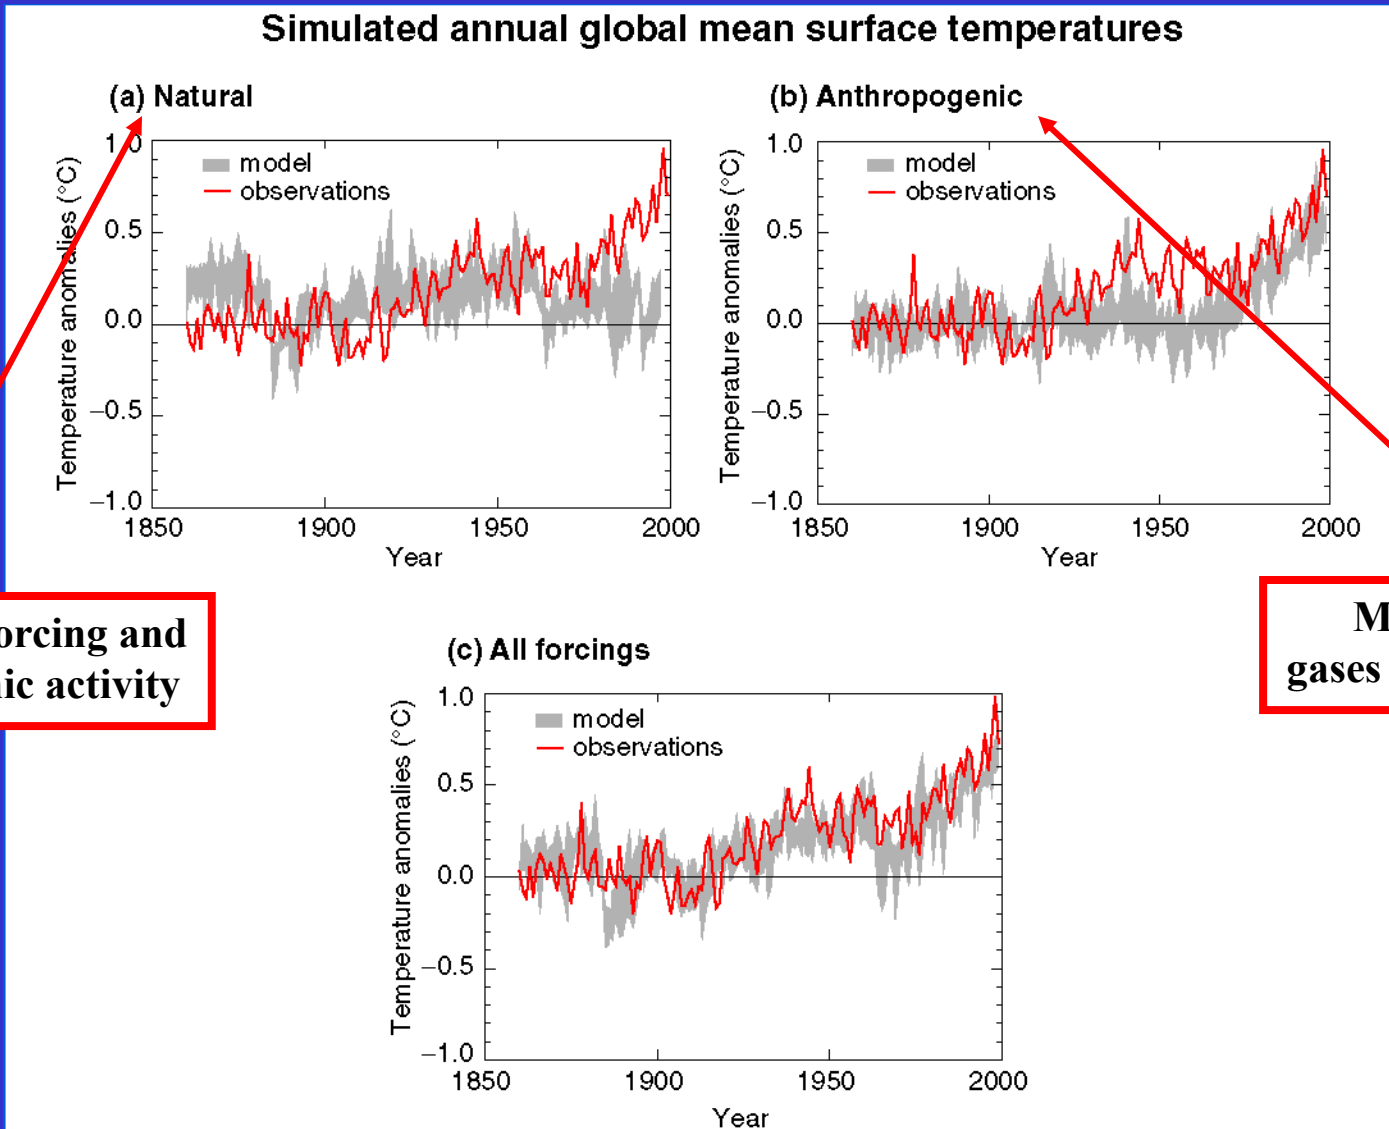 Simulated annual global mean surface temperatures
(a) Natural
1.0
0.5
0.0
−0.5
−1.0
Temperature anomalies (°C)
model
observations
1850 1900 1950 2000
Year
(b) Anthropogenic
1.0
0.5
0.0
−0.5
−1.0
Temperature anomalies (°C)
model
observations
1850 1900 1950 2000
Year
orcing and
nic activity
M
gases
(c) All forcings
1.0
0.5
0.0
−0.5
−1.0
Temperature anomalies (°C)
model
observations
1850 1900 1950 2000
Year